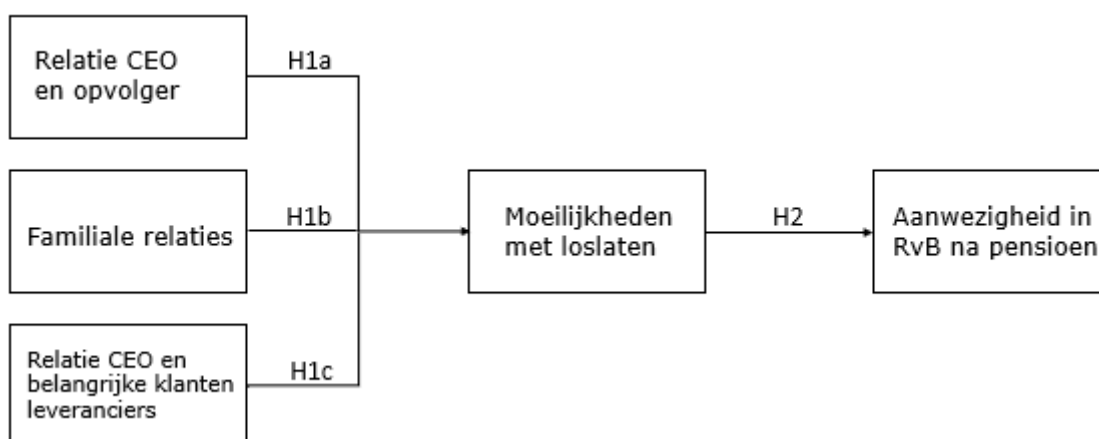 Relatie CEO
en opvolger
H1a
Familiale relaties
H1b
Relatie CEO en
belangrijke klanten
leveranciers
H1c
Moeilijkheden
met loslaten
H2
Aanwezigheid in
RvB na pensioen